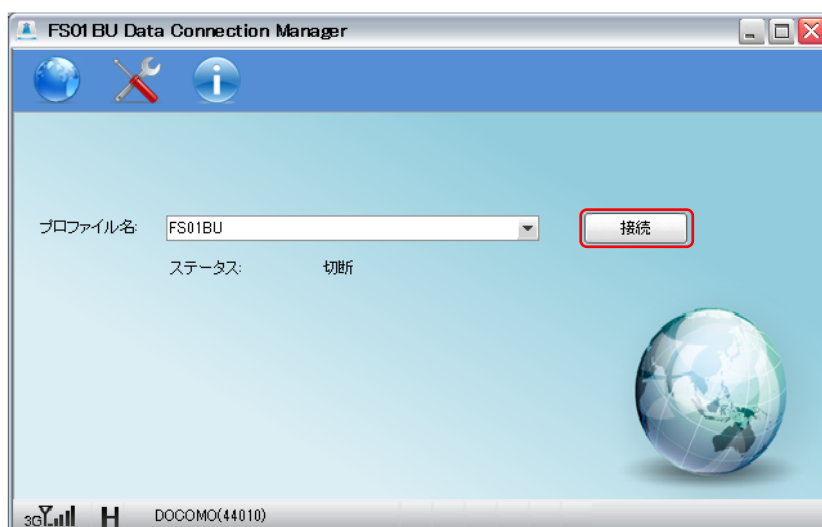 FS01BU Data Connection Manager
プロファイル名: FS01BU 接続
ステータス: 切断
3G H DOCOMO(44010)